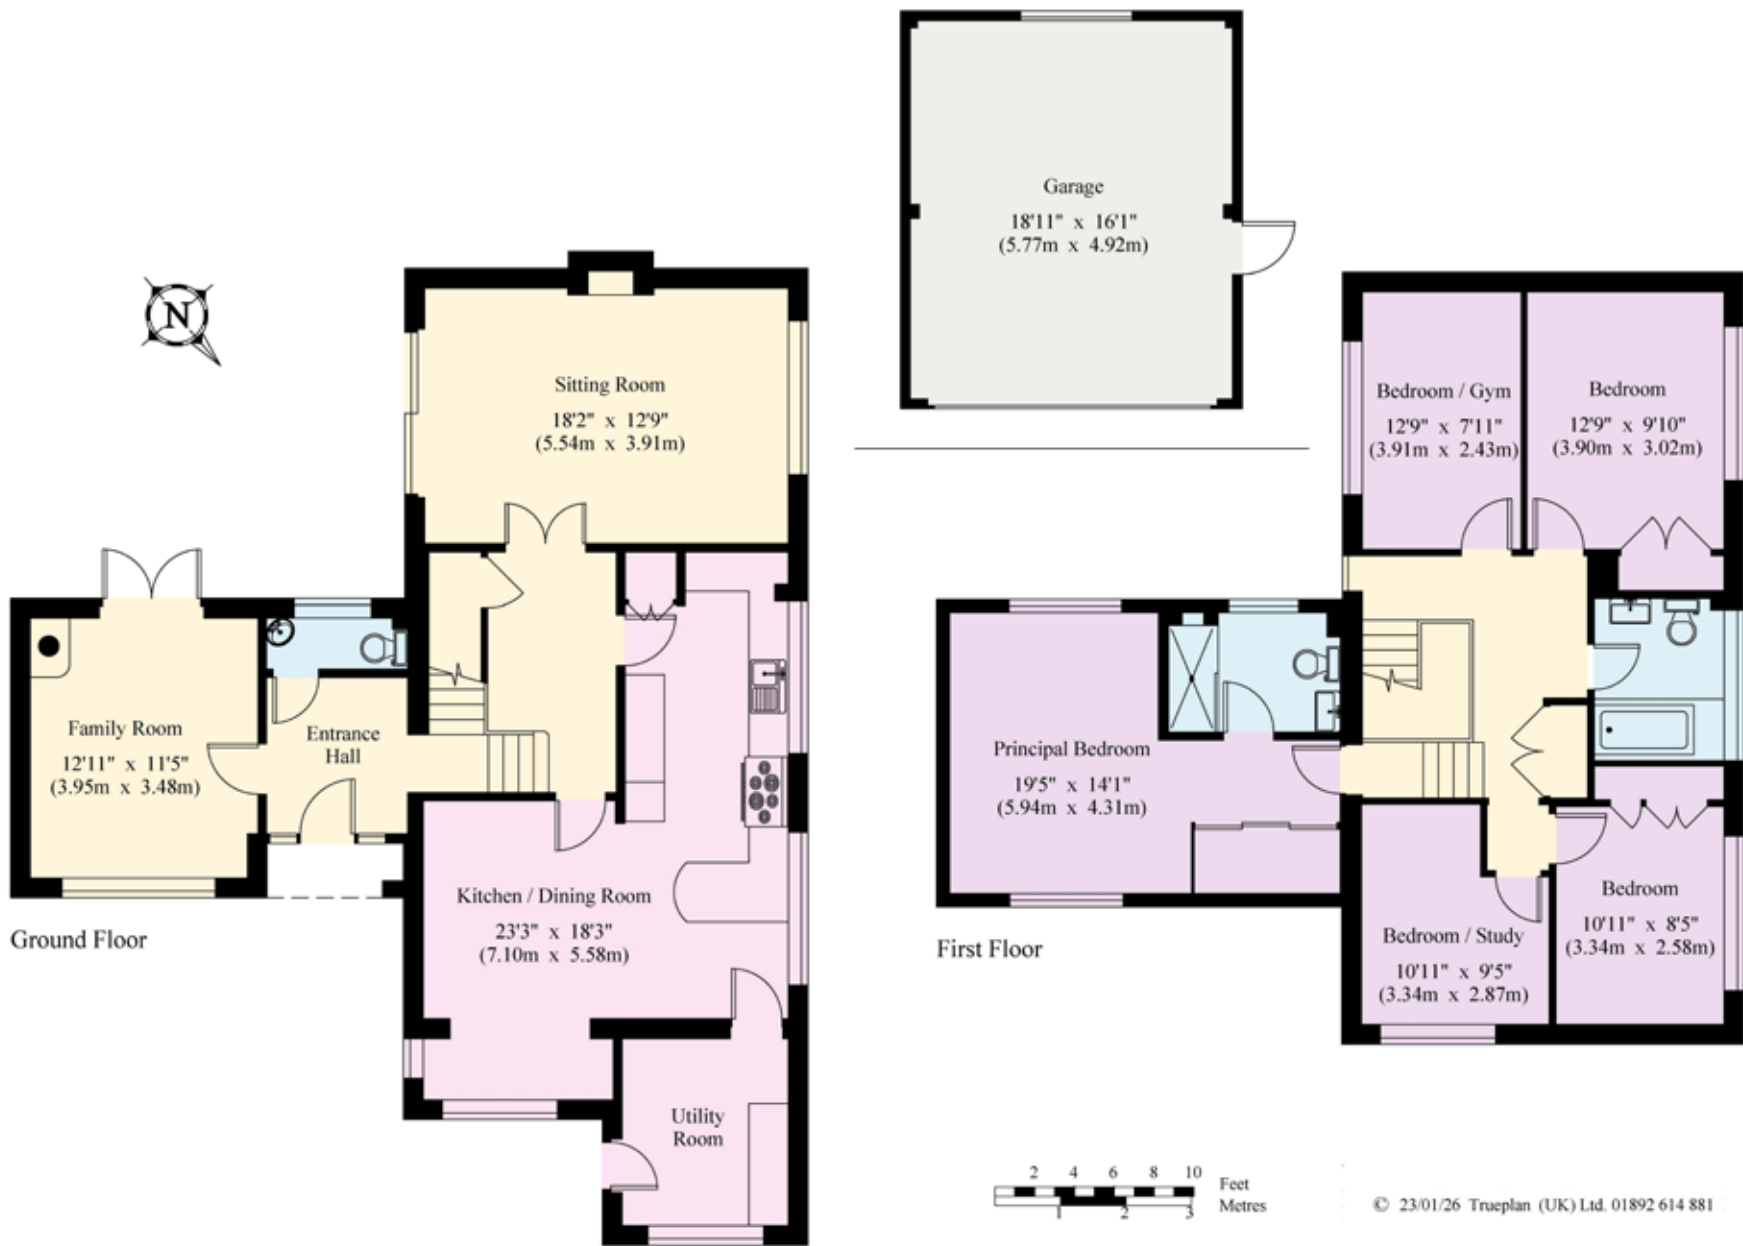 Garage
18'11" x 16'1"
(5.77m x 4.92m)
N
Sitting Room
18'2" x 12'9"
(5.54m x 3.91m)
Bedroom / Gym
12'9" x 7'11"
(3.91m x 2.43m)
Bedroom
12'9" x 9'10"
(3.90m x 3.02m)
Family Room
12'11" x 11'5"
(3.95m x 3.48m)
Entrance
Hall
Principal Bedroom
19'5" x 14'1"
(5.94m x 4.31m)
Kitchen / Dining Room
23'3" x 18'3"
(7.10m x 5.58m)
Bedroom
10'11" x 8'5"
(3.34m x 2.58m)
Bedroom / Study
10'11" x 9'5"
(3.34m x 2.87m)
Ground Floor
First Floor
Utility
Room
2 4 6 8 10
Feet
Metres
1 2 3
© 23/01/26 Trueplan (UK) Ltd. 01892 614 881